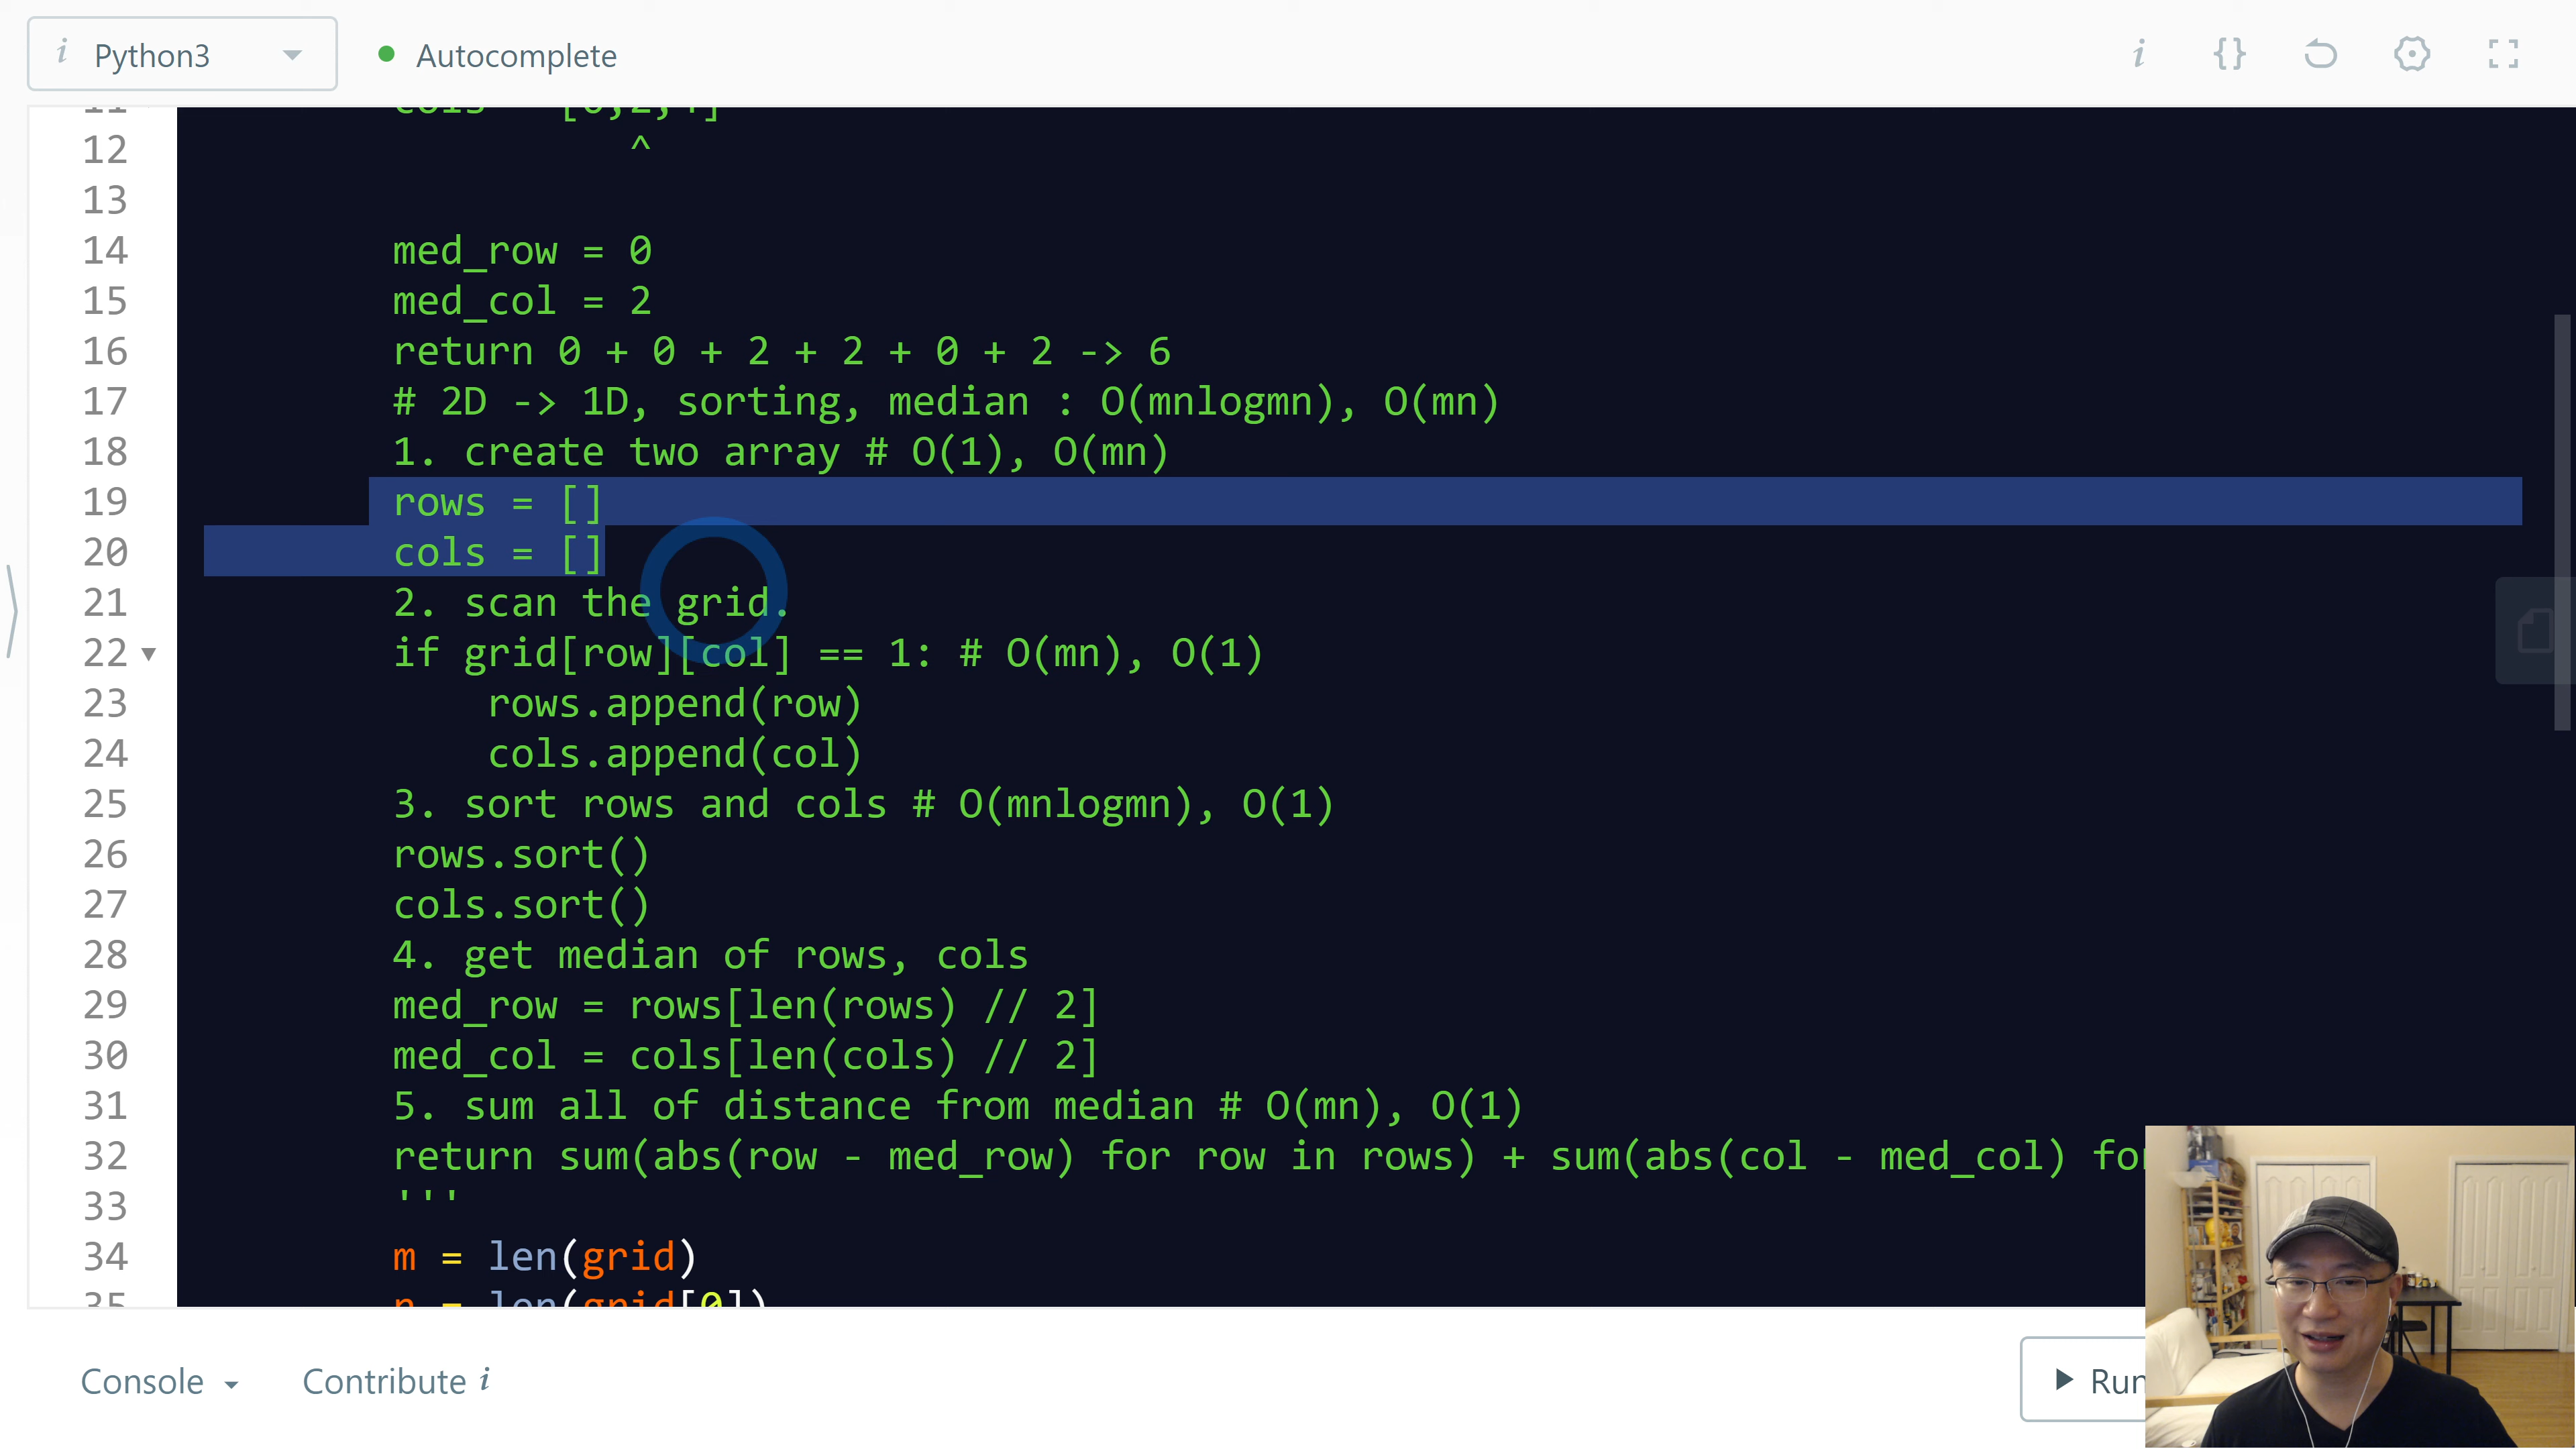 i Python3
Autocomplete
i {}
12 ^
13
14 med_row = 0
15 med_col = 2
16 return 0 + 0 + 2 + 2 + 0 + 2 -> 6
17 # 2D -> 1D, sorting, median : O(mnlogmn), O(mn)
18 1. create two array # O(1), O(mn)
19 rows = []
20 cols = []
21 2. scan the grid.
22 if grid[row][col] == 1: # O(mn), O(1)
23 rows.append(row)
24 cols.append(col)
25 3. sort rows and cols # O(mnlogmn), O(1)
26 rows.sort()
27 cols.sort()
28 4. get median of rows, cols
29 med_row = rows[len(rows) // 2]
30 med_col = cols[len(cols) // 2]
31 5. sum all of distance from median # O(mn), O(1)
32 return sum(abs(row - med_row) for row in rows) + sum(abs(col - med_col)
33 '''
34 m = len(grid)
35 n = len(grid[0])
Console
Contribute i
Run